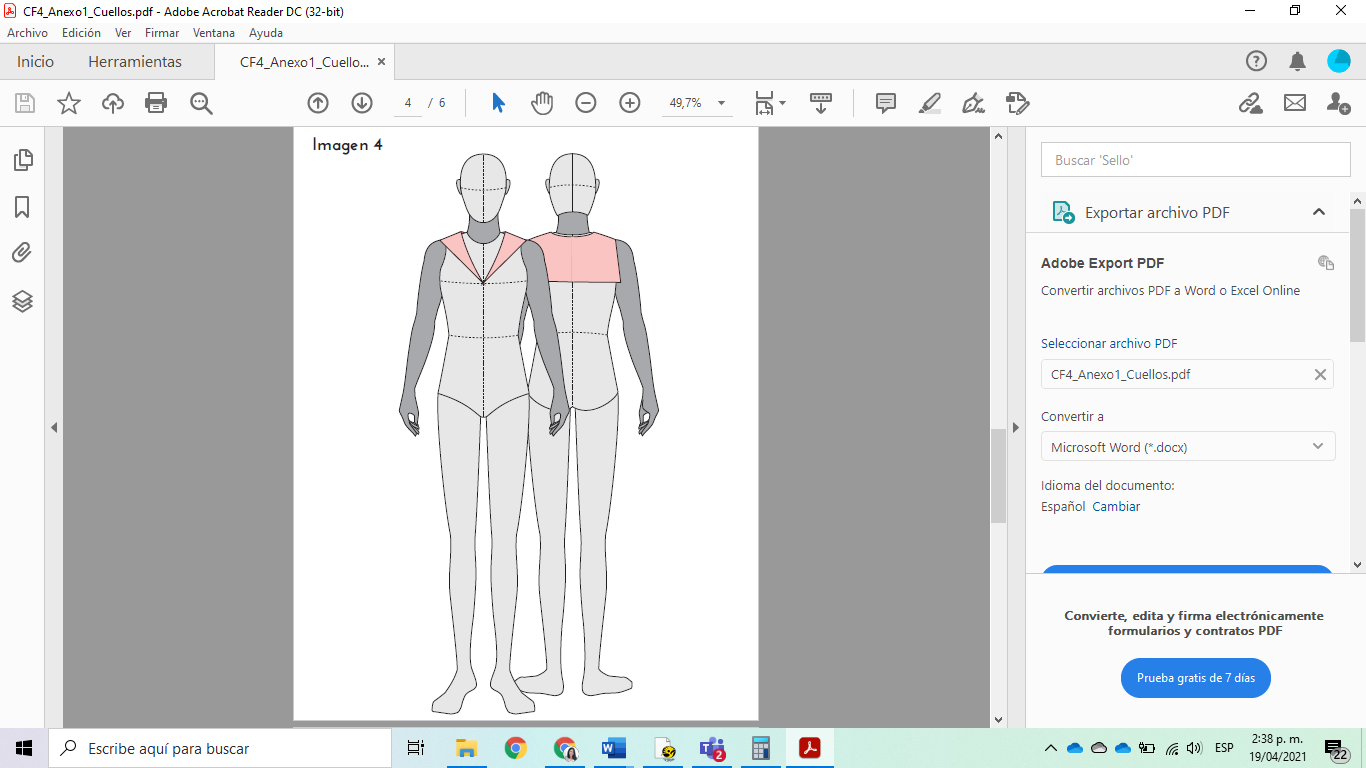 CF4_Anexo1_Cuellos.pdf - Adobe Acrobat Reader DC (32-bit)
Archivo Edición Ver Firmar Ventana Ayuda
Inicio Herramientas CF4_Anexo1_Cuello... ×
4 / 6 49,7%
Imagen 4
Buscar 'Sello'
Exportar archivo PDF
Adobe Export PDF
Convertir archivos PDF a Word o Excel Online
Seleccionar archivo PDF
CF4_Anexo1_Cuellos.pdf
Convertir a
Microsoft Word (*.docx)
Idioma del documento:
Español Cambiar
Convierte, edita y firma electrónicamente
formularios y contratos PDF
Prueba gratis de 7 días
Escribe aquí para buscar
2
ESP
2:38 p. m.
19/04/2021
22